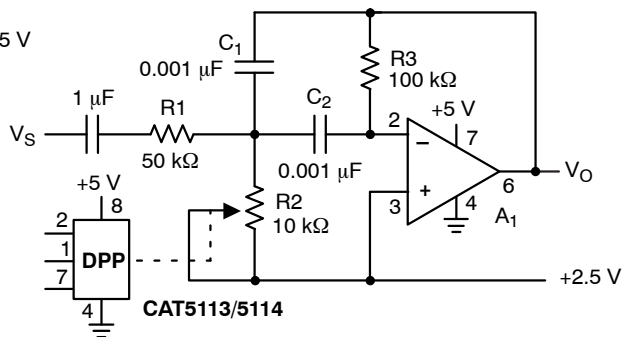 5 V
C1
0.001 μF
R3
100 kΩ
1 μF
R1
C2
+5 V
VS
50 kΩ
0.001 μF
2
–
7
+
3
6
VO
4
A1
+5 V
8
R2
10 kΩ
2
1
7
DPP
4
CAT5113/5114
+2.5 V